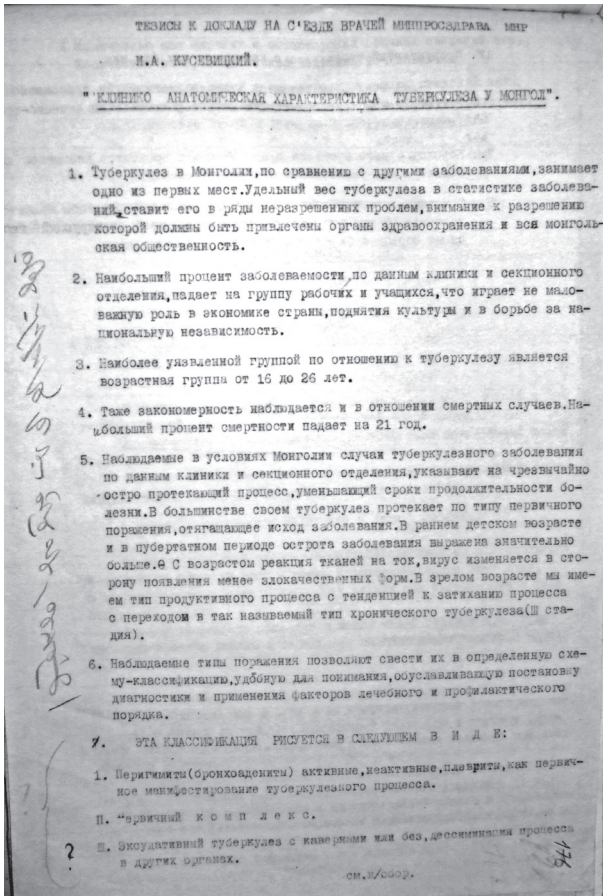 ТЕЗИСЫ К ДОКЛАДУ НА С'ЕЗДЕ ВРАЧЕЙ МИНПРОСЗДРАВА МНР
И.А. КУСЕВИЦКИЙ.
"КЛИНИКО АНАТОМИЧЕСКАЯ ХАРАКТЕРИСТИКА ТУБЕРКУЛЕЗА У МОНГОЛ".
1. Туберкулез в Монголии,по сравнению с другими заболеваниями,занимает
одно из первых мест.Удельный вес туберкулеза в статистике заболева-
ний,ставит его в ряды неразрешенных проблем,внимание к разрешению
которой должны быть привлечены органы здравоохранения и вся монголь-
ская общественность.
2. Наибольший процент заболеваемости,по данным клиники и секционного
отделения,падает на группу рабочих и учащихся,что играет не мало-
важную роль в экономике страны,поднятия культуры и в борьбе за на-
циональную независимость.
3. Наиболее уязвленной группой по отношению к туберкулезу является
возрастная группа от 16 до 26 лет.
4. Таже закономерность наблюдается и в отношении смертных случаев.На-
ибольший процент смертности падает на 21 год.
5. Наблюдаемые в условиях Монголии случаи туберкулезного заболевания
по данным клиники и секционного отделения,указывают на чрезвычайно
остро протекающий процесс,уменьшающий сроки продолжительности бо-
лезни.В большинстве своем туберкулез протекает по типу первичного
поражения,отягащающее исход заболевания.В раннем детском возрасте
и в пубертатном периоде острота заболевания выражена значительно
больше.θ С возрастом реакция тканей на ток,вирус изменяется в сто-
рону появления менее злокачественных форм.В зрелом возрасте мы име-
ем тип продуктивного процесса с тенденцией к затиханию процесса
с переходом в так называемый тип хронического туберкулеза(Ш ста-
дия).
6. Наблюдаемые типы поражения позволяют свести их в определенную схе-
му-классификацию,удобную для понимания,обуславливающую постановку
диагностики и применения факторов лечебного и профилактического
порядка.
7. ЭТА КЛАССИФИКАЦИЯ РИСУЕТСЯ В СЛЕДУЮЩЕМ В И Д Е:
1. Перигимиты(бронхоадениты) активные,неактивные,плевриты,как первич-
ное манифестирование туберкулезного процесса.
П. Первичный к о м п л е к с.
Ш. Эксудативный туберкулез с кавернами или без,дессиминация процесса
в других органах.
см.н/обор.
?
176